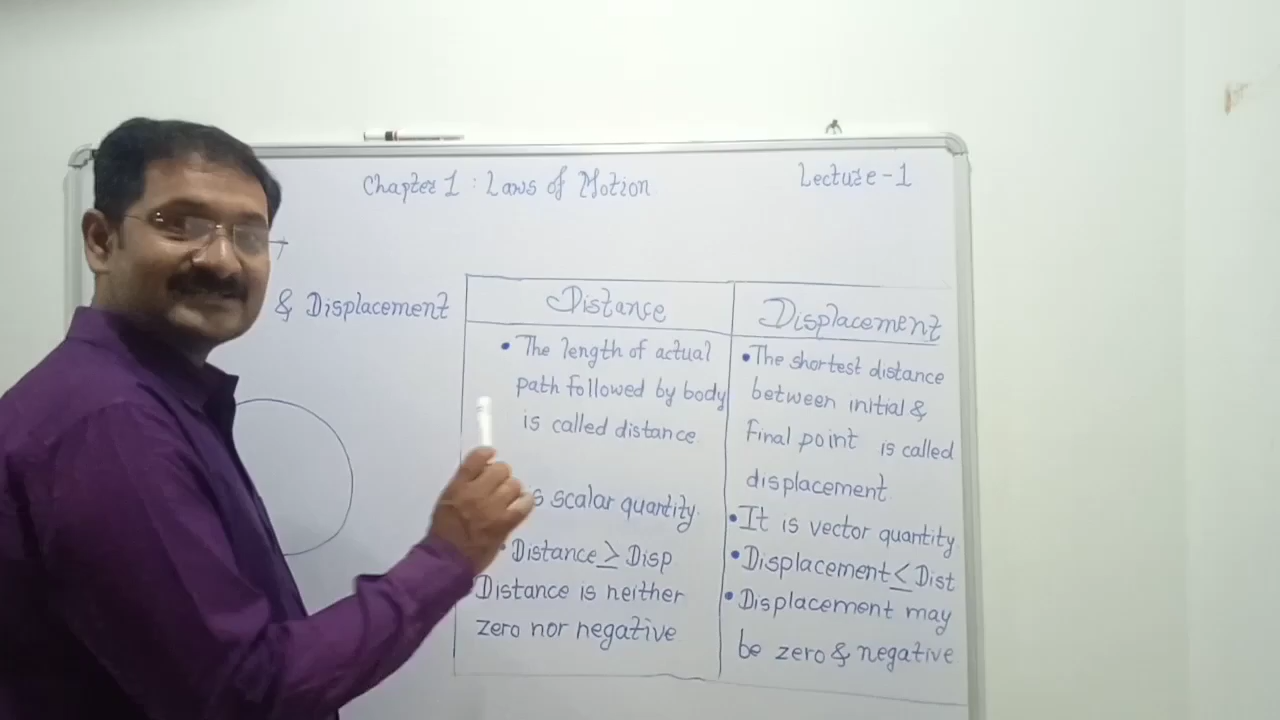 Chapter 1 : Laws of Motion
Lecture-1
& Displacement
Distance
• The length of actual
path followed by body
is called distance
scalar quantity.
• Distance ≥ Disp
Distance is neither
zero nor negative
Displacement
• The shortest distance
between initial &
final point is called
displacement
• It is vector quantity
• Displacement ≤ Dist
• Displacement may
be zero & negative